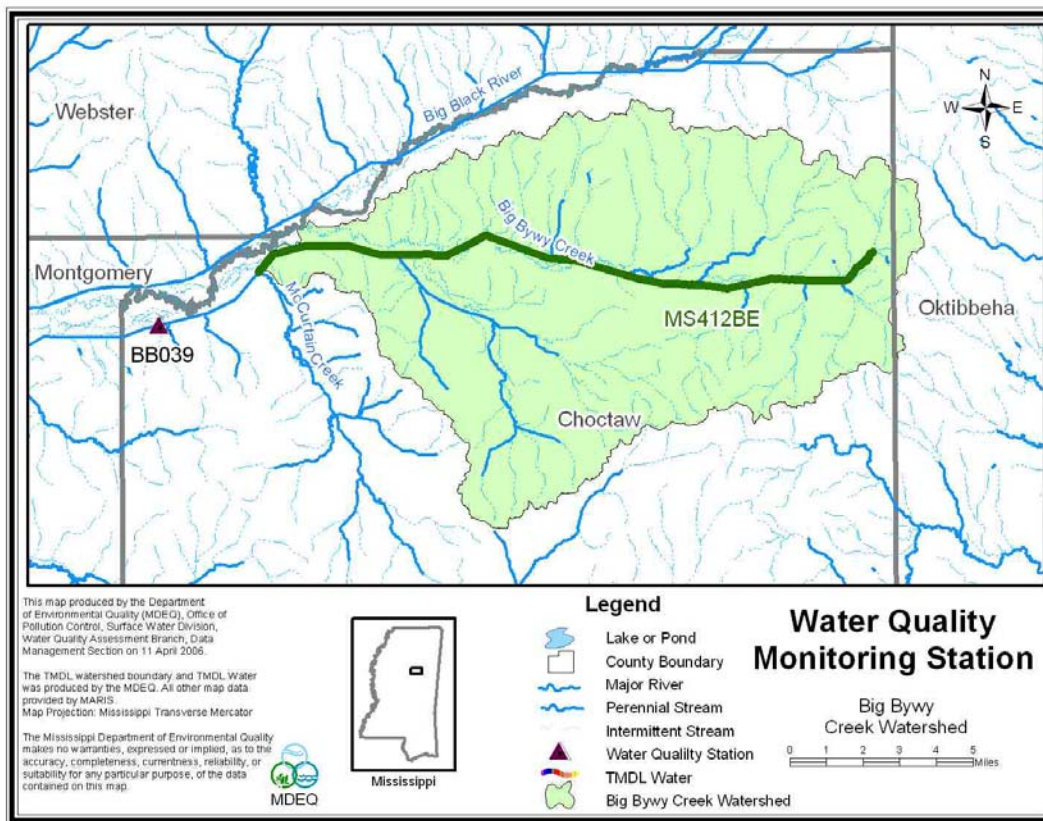 Webster
Big Black River
N
W E
S
Big Bywy Creek
Montgomery
McCurtain Creek
BB039
MS412BE
Oktibbeha
Choctaw
This map produced by the Department
of Environmental Quality (MDEQ), Office of
Pollution Control, Surface Water Division,
Water Quality Assessment Branch, Data
Management Section on 11 April 2006.
The TMDL watershed boundary and TMDL Water
was produced by the MDEQ. All other map data
provided by MARIS.
Map Projection: Mississippi Transverse Mercator
The Mississippi Department of Environmental Quality
makes no warranties, expressed or implied, as to the
accuracy, completeness, currentness, reliability, or
suitability for any particular purpose, of the data
contained on this map.
MDEQ
Mississippi
Legend
Lake or Pond
County Boundary
Major River
Perennial Stream
Intermittent Stream
Water Qualilty Station
TMDL Water
Big Bywy Creek Watershed
Water Quality
Monitoring Station
Big Bywy
Creek Watershed
0 1 2 3 4 5
Miles